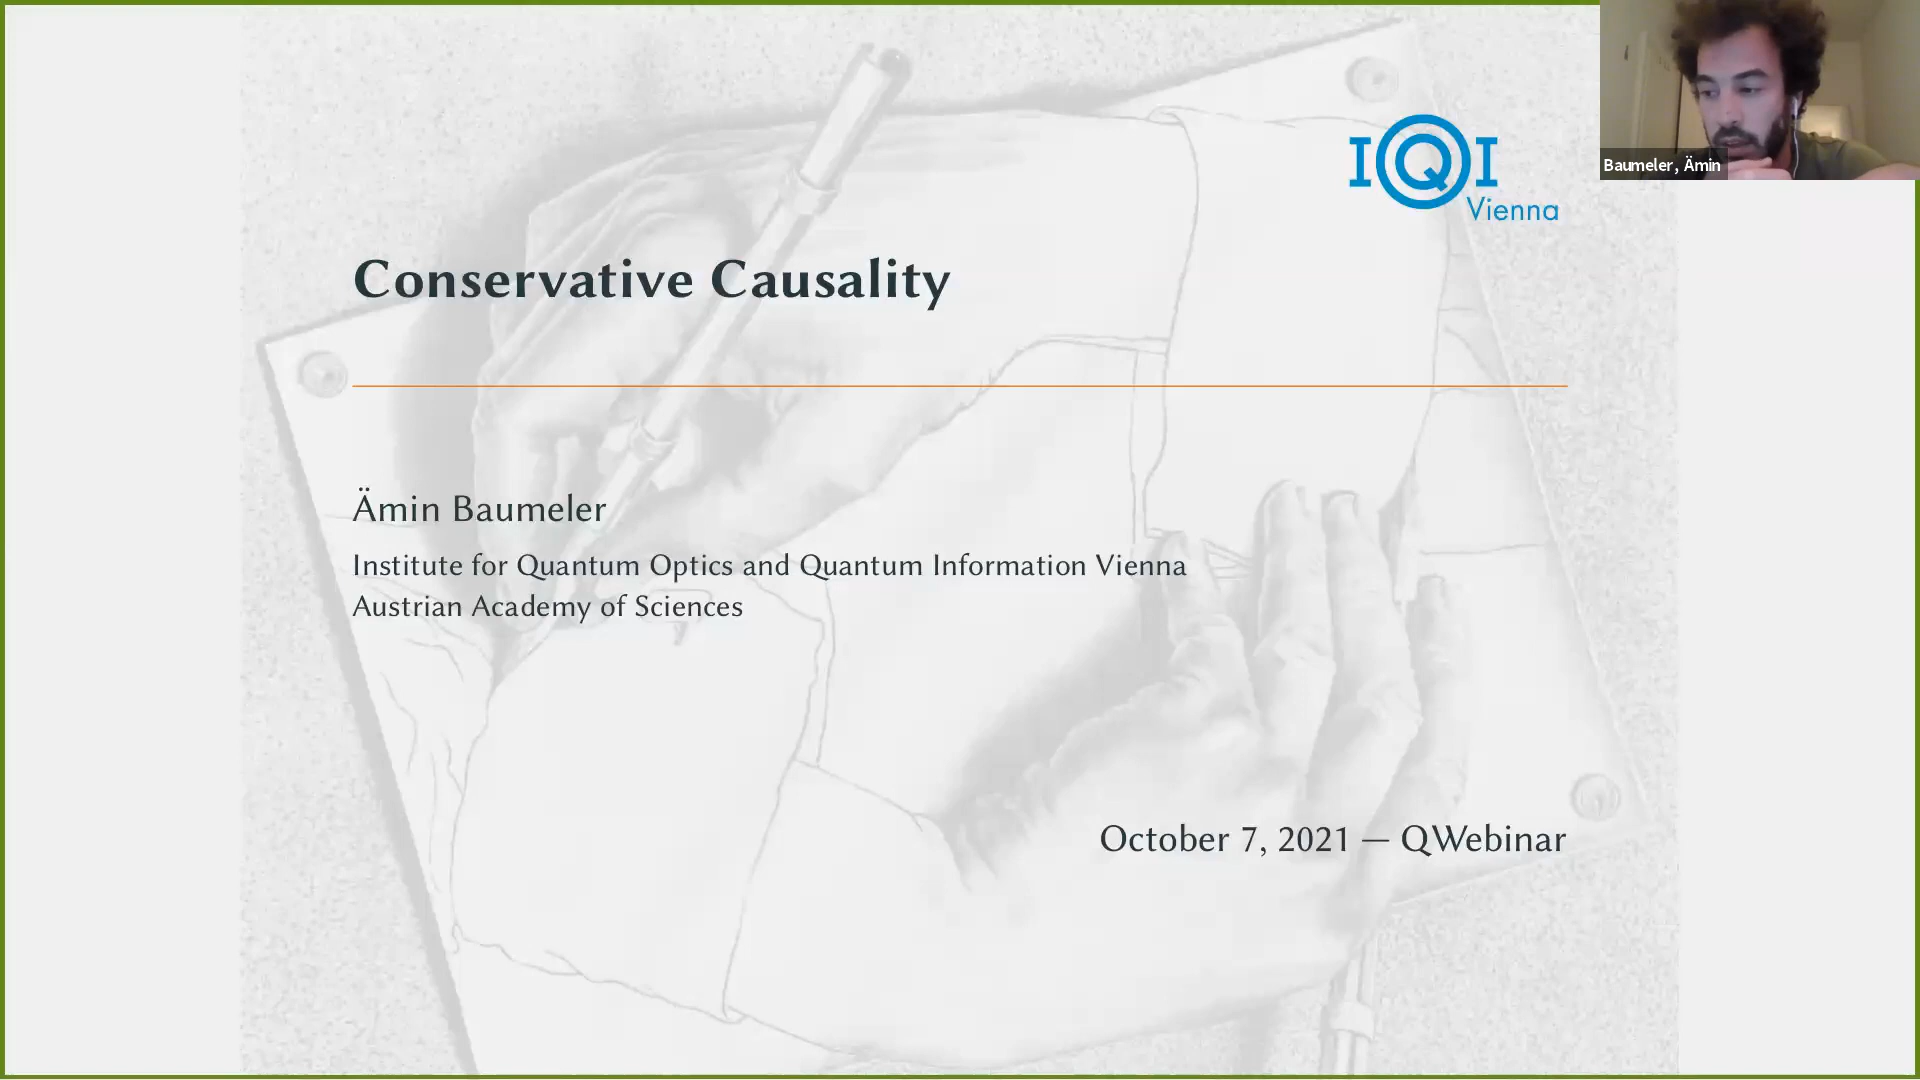 IQI
Vienna
Baumeler, Ämin
Conservative Causality
Ämin Baumeler
Institute for Quantum Optics and Quantum Information Vienna
Austrian Academy of Sciences
October 7, 2021 — QWebinar